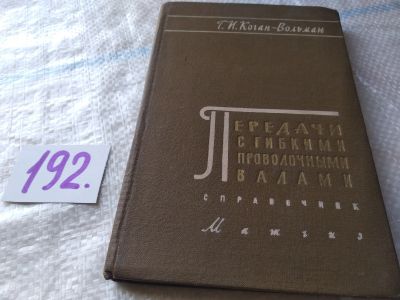 Г. И. Коган-Вольман
ПЕРЕДАЧИ
С ГИБКИМИ
ПРОВОЛОЧНЫМИ
ВАЛАМИ
СПРАВОЧНИК
Машгиз
192.